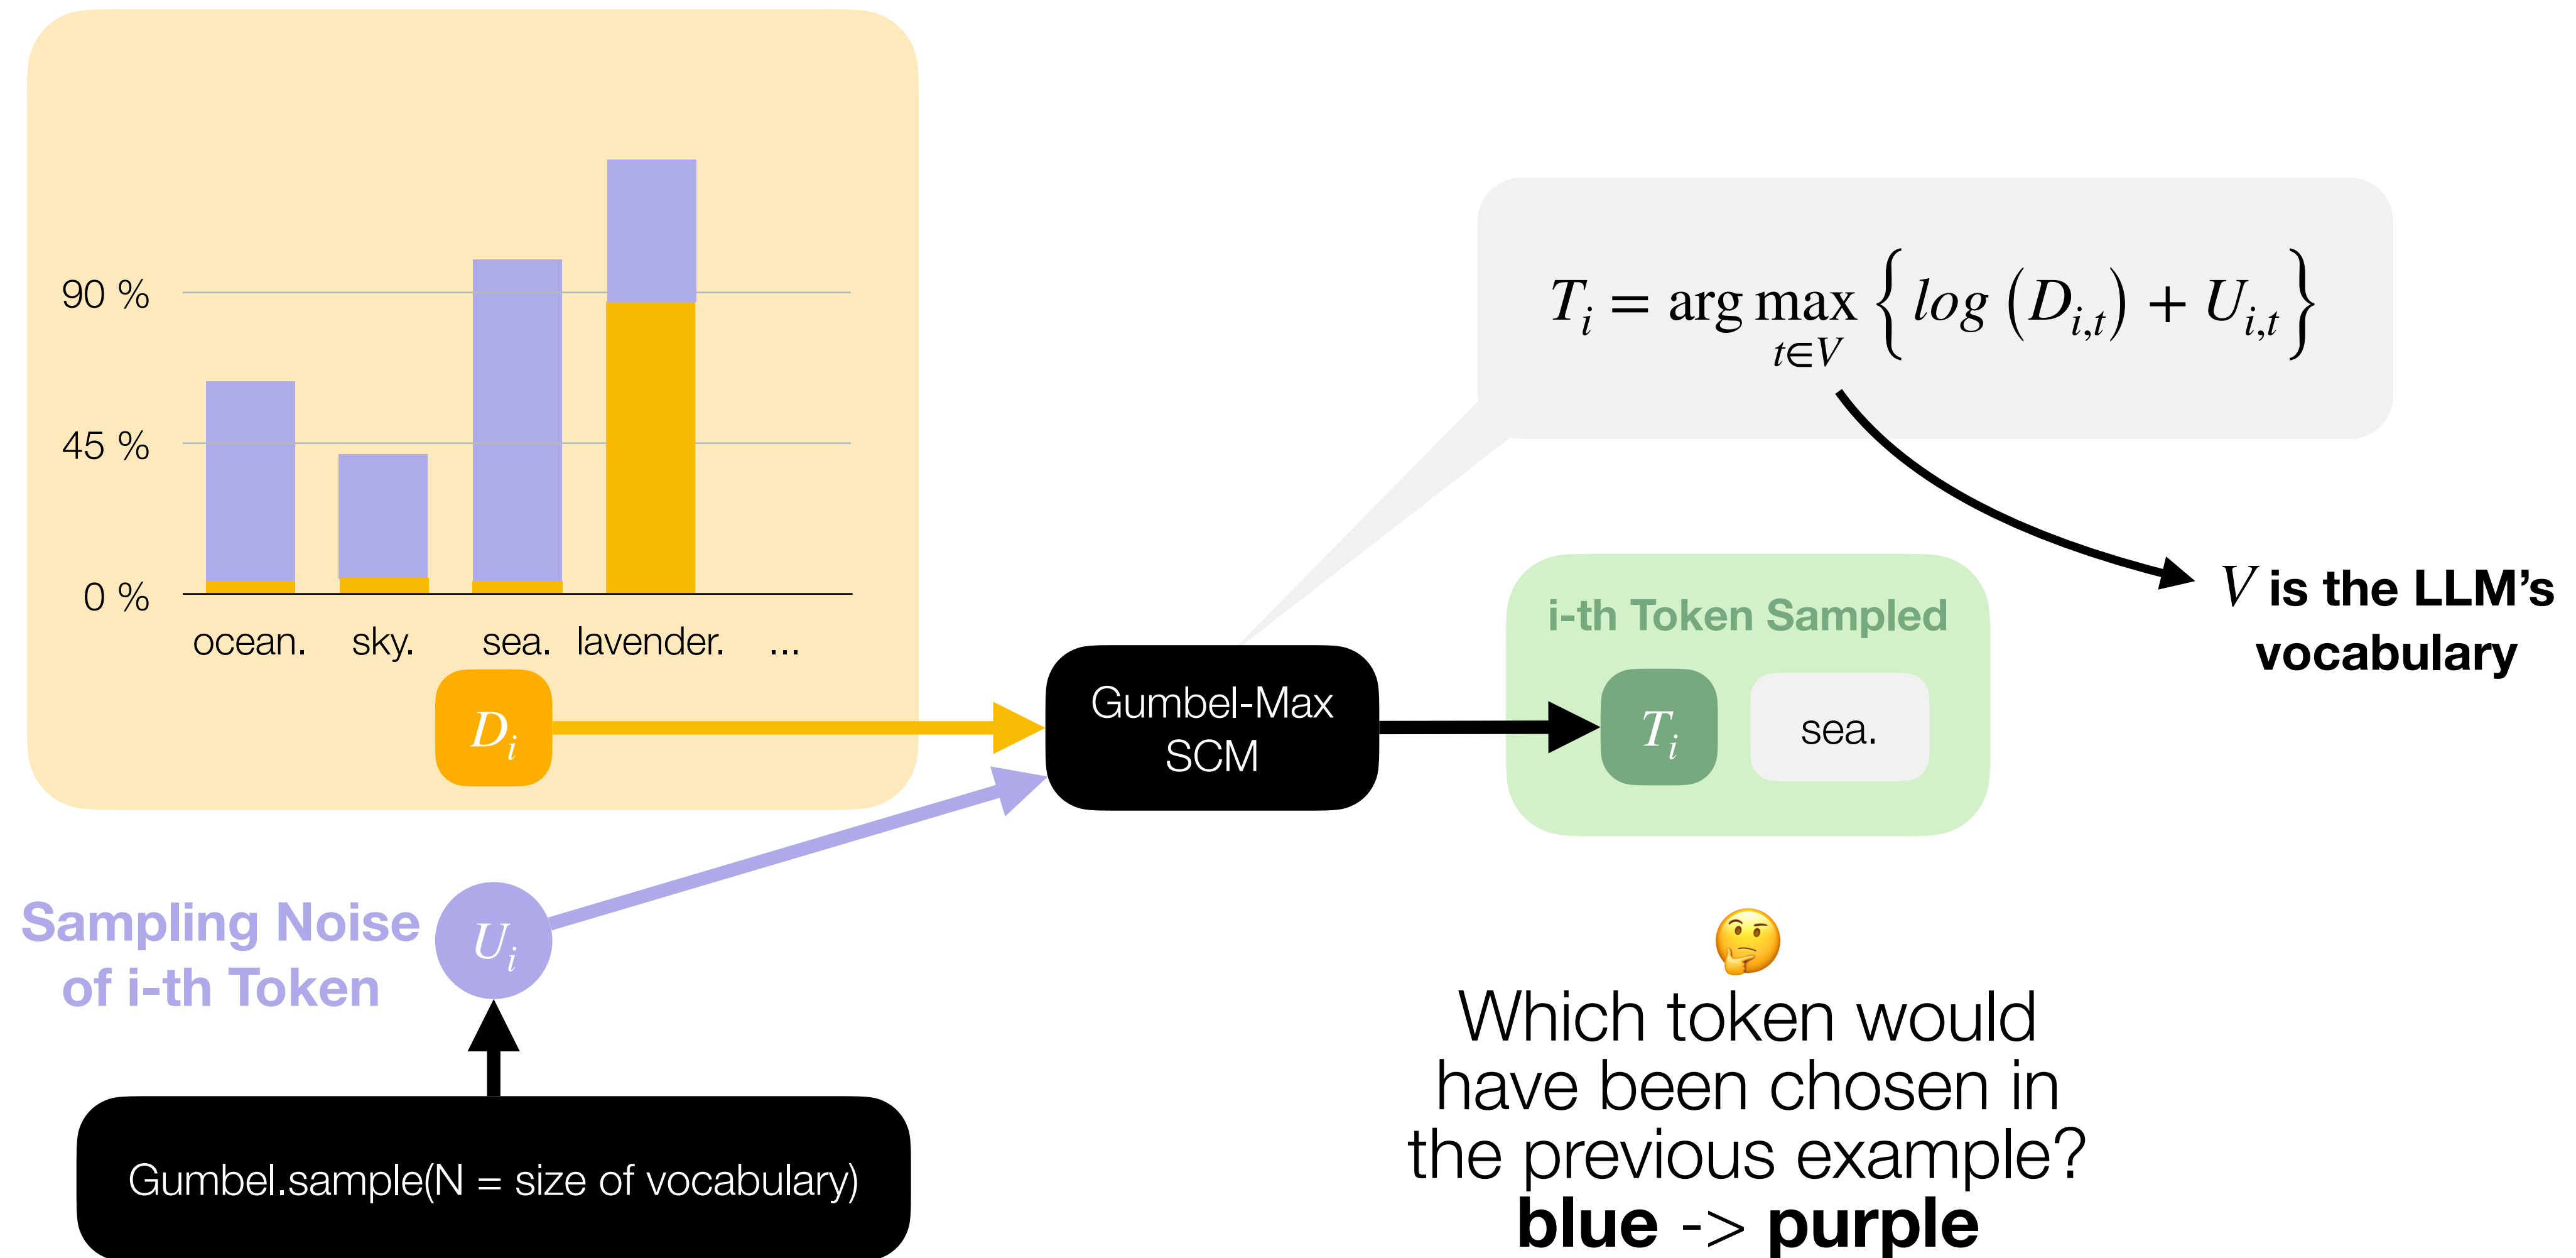 90 %
45 %
0 %
ocean. sky. sea. lavender. ...
D_i
Sampling Noise
of i-th Token
U_i
Gumbel.sample(N = size of vocabulary)
Gumbel-Max
SCM
T_i = arg max_{t∈V} { log (D_{i,t}) + U_{i,t} }
V is the LLM’s
vocabulary
i-th Token Sampled
T_i sea.
🤔
Which token would
have been chosen in
the previous example?
blue -> purple